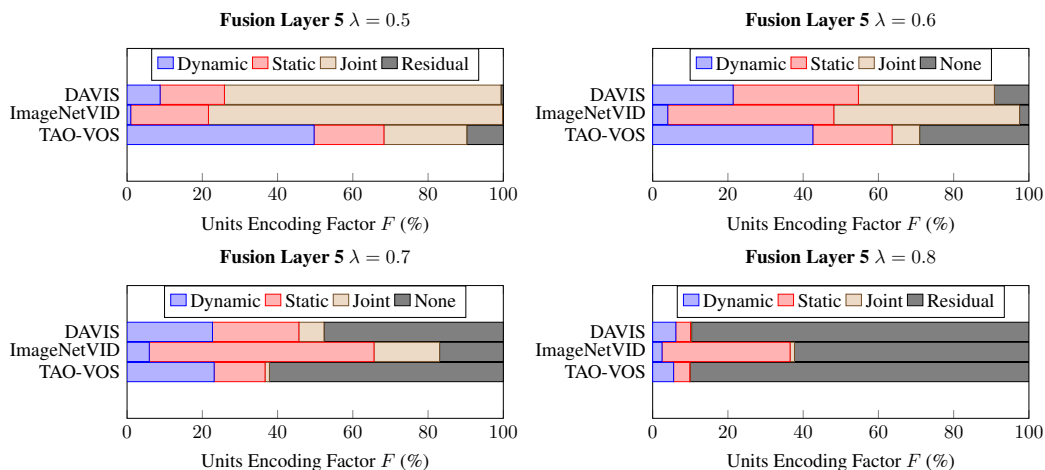 Fusion Layer 5 λ = 0.5
Dynamic Static Joint Residual
DAVIS
ImageNetVID
TAO-VOS
0 20 40 60 80 100
Units Encoding Factor F (%)
Fusion Layer 5 λ = 0.6
Dynamic Static Joint None
DAVIS
ImageNetVID
TAO-VOS
0 20 40 60 80 100
Units Encoding Factor F (%)
Fusion Layer 5 λ = 0.7
Dynamic Static Joint None
DAVIS
ImageNetVID
TAO-VOS
0 20 40 60 80 100
Units Encoding Factor F (%)
Fusion Layer 5 λ = 0.8
Dynamic Static Joint Residual
DAVIS
ImageNetVID
TAO-VOS
0 20 40 60 80 100
Units Encoding Factor F (%)